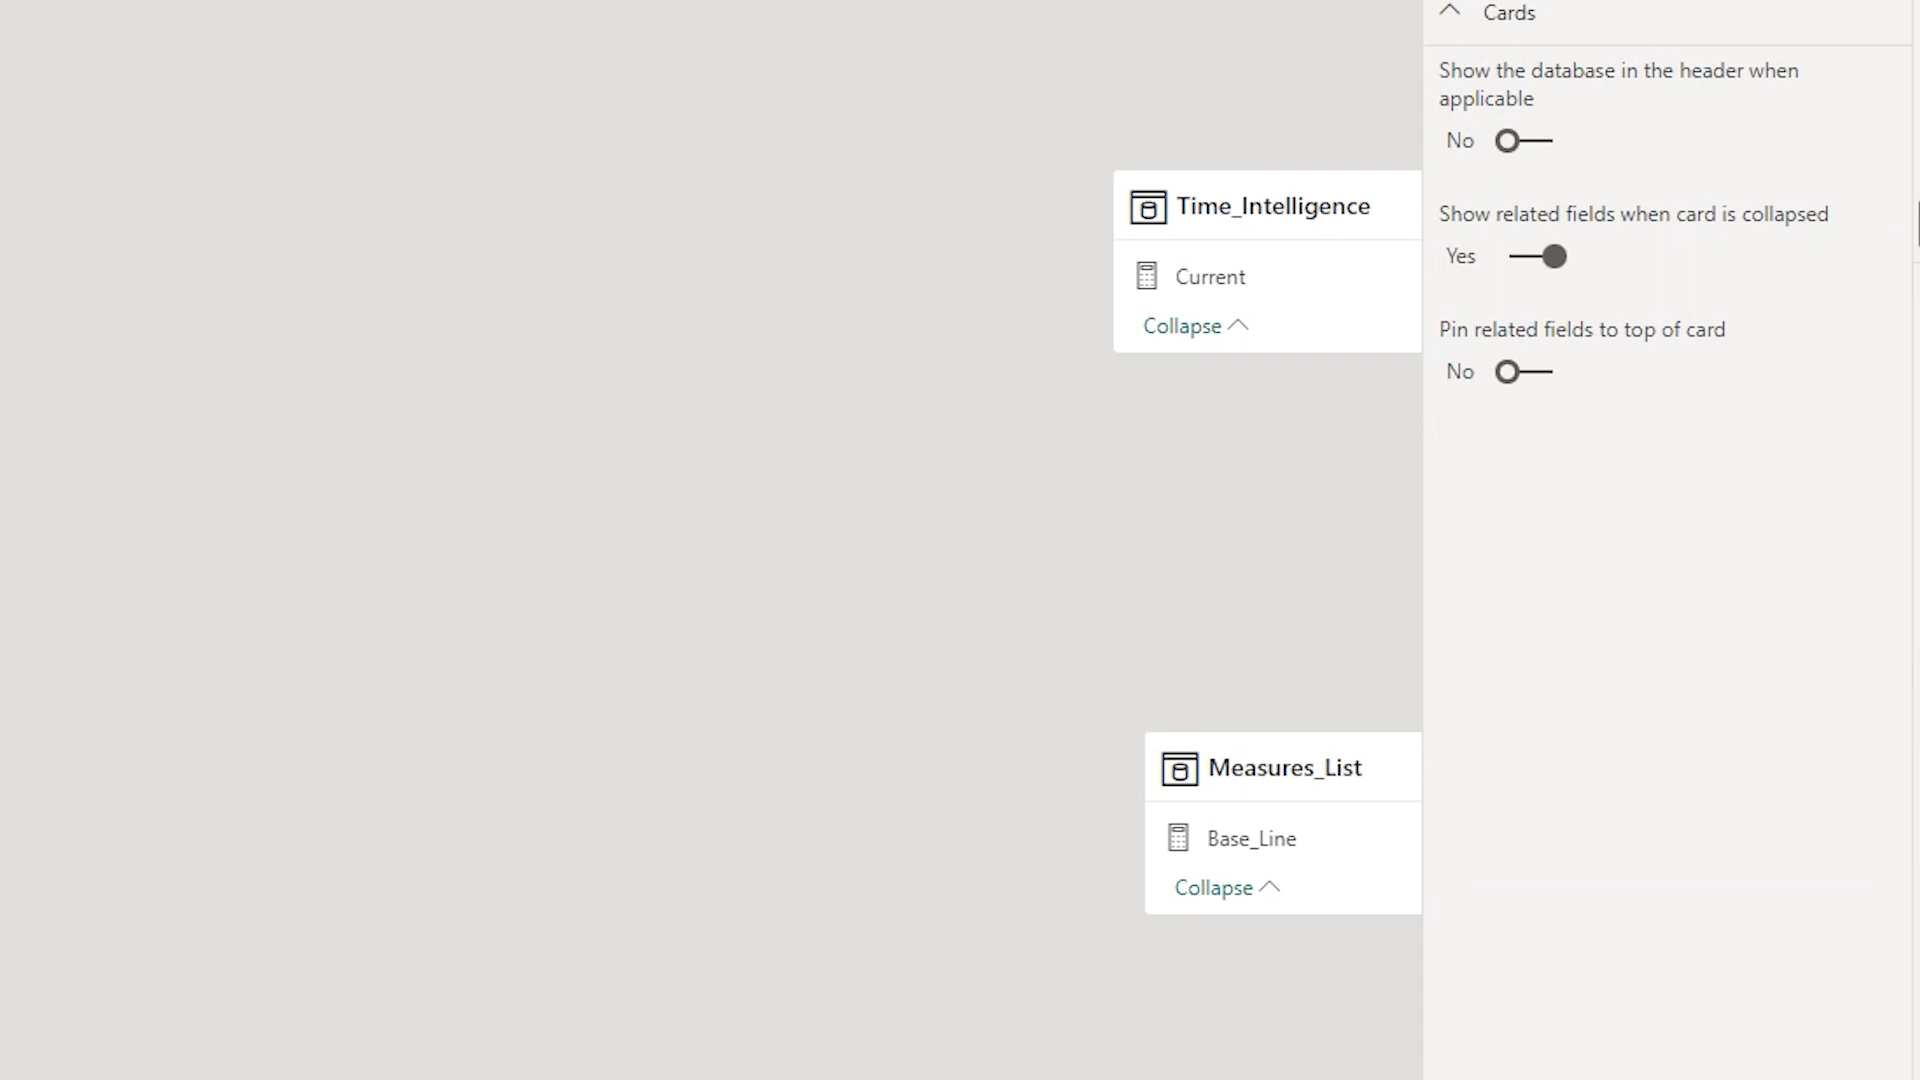 Cards
Show the database in the header when
applicable
No
Show related fields when card is collapsed
Yes
Pin related fields to top of card
No
Time_Intelligence
Current
Collapse
Measures_List
Base_Line
Collapse